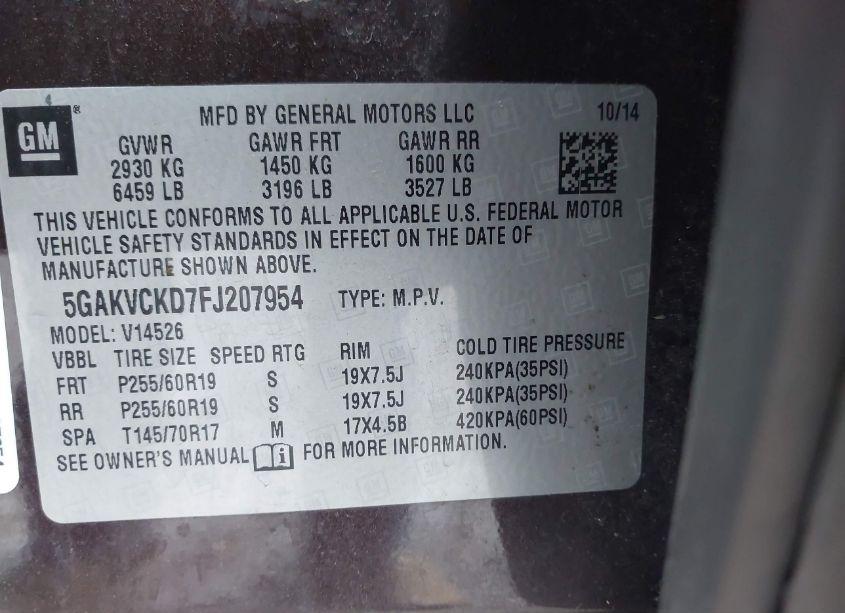 GM®
MFD BY GENERAL MOTORS LLC 10/14
GVWR GAWR FRT GAWR RR
2930 KG 1450 KG 1600 KG
6459 LB 3196 LB 3527 LB
THIS VEHICLE CONFORMS TO ALL APPLICABLE U.S. FEDERAL MOTOR
VEHICLE SAFETY STANDARDS IN EFFECT ON THE DATE OF
MANUFACTURE SHOWN ABOVE.
5GAKVCKD7FJ207954 TYPE: M.P.V.
MODEL: V14526
VBBL TIRE SIZE SPEED RTG RIM COLD TIRE PRESSURE
FRT P255/60R19 S 19X7.5J 240KPA(35PSI)
RR P255/60R19 S 19X7.5J 240KPA(35PSI)
SPA T145/70R17 M 17X4.5B 420KPA(60PSI)
SEE OWNER'S MANUAL i FOR MORE INFORMATION.